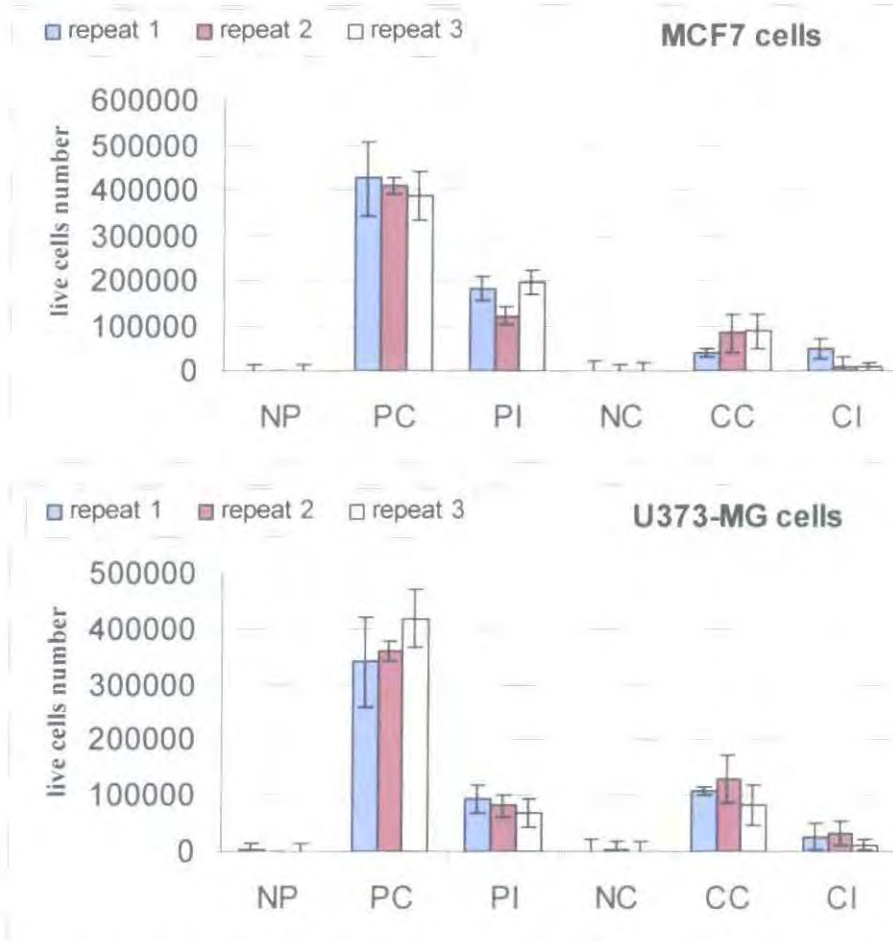 repeat 1 repeat 2 repeat 3
MCF7 cells
live cells number
600000
500000
400000
300000
200000
100000
0
NP PC PI NC CC CI
repeat 1 repeat 2 repeat 3
U373-MG cells
live cells number
500000
400000
300000
200000
100000
0
NP PC PI NC CC CI